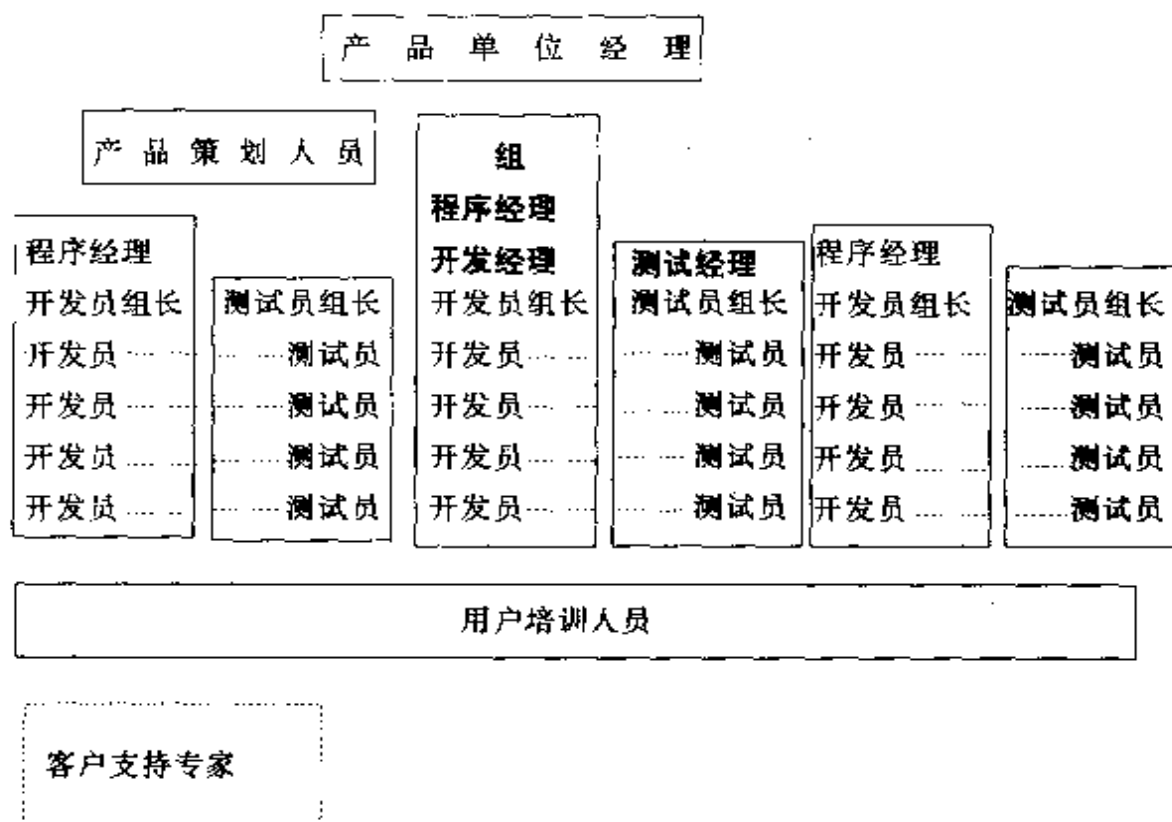 产品单位经理
产品策划人员
组
程序经理
开发经理
程序经理
开发员组长
开发员
开发员
开发员
开发员
测试员组长
测试员
测试员
测试员
测试员
开发员组长
开发员
开发员
开发员
开发员
测试经理
测试员组长
测试员
测试员
测试员
测试员
程序经理
开发员组长
开发员
开发员
开发员
开发员
测试员组长
测试员
测试员
测试员
测试员
用户培训人员
客户支持专家